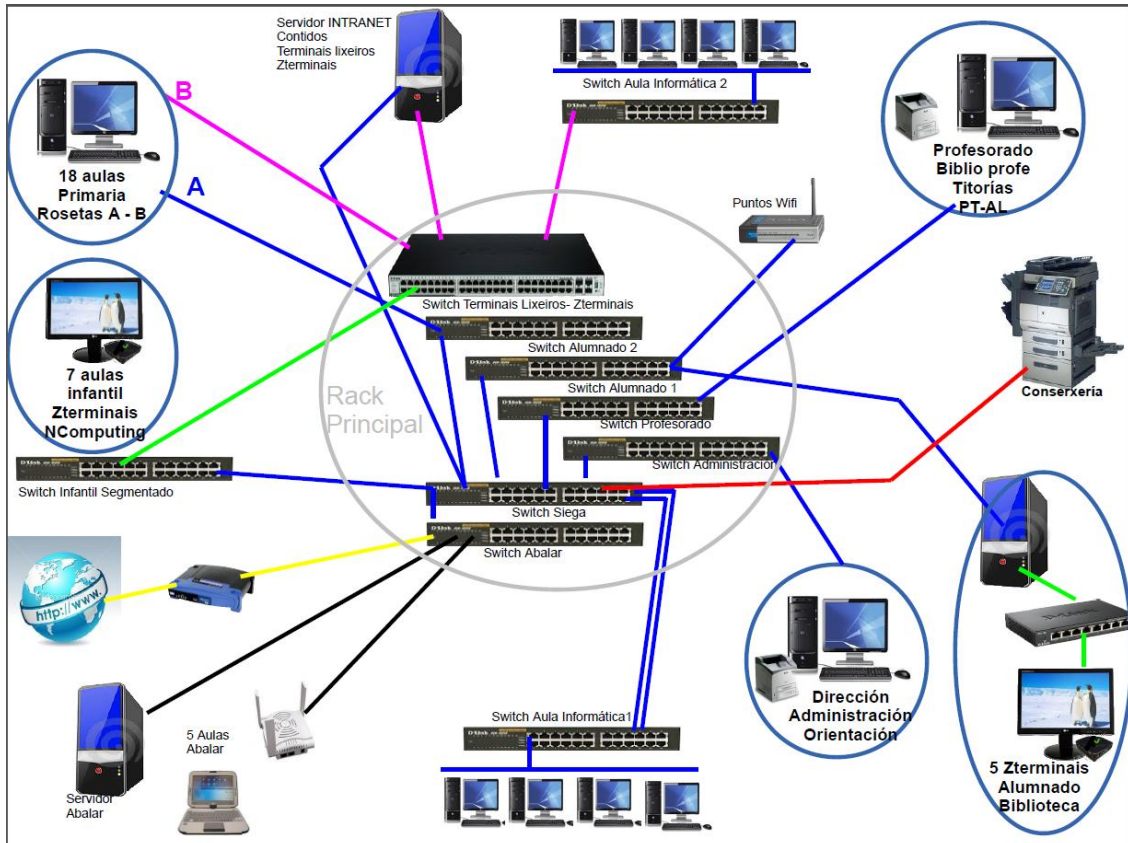 Servidor INTRANET
Contidos
Terminais lixeiros
Zterminais
Switch Aula Informática 2
B
A
18 aulas
Primaria
Rosetas A - B
Profesorado
Biblio profe
Titorías
PT-AL
Puntos Wifi
Switch Terminais Lixeiros- Zterminais
Switch Alumnado 2
Switch Alumnado 1
Rack
Principal
Switch Profesorado
Switch Administración
Switch Siega
Switch Abalar
7 aulas
infantil
Zterminais
NComputing
Switch Infantil Segmentado
Conserxería
http://www.
Servidor
Abalar
5 Aulas
Abalar
Switch Aula Informática1
Dirección
Administración
Orientación
5 Zterminais
Alumnado
Biblioteca